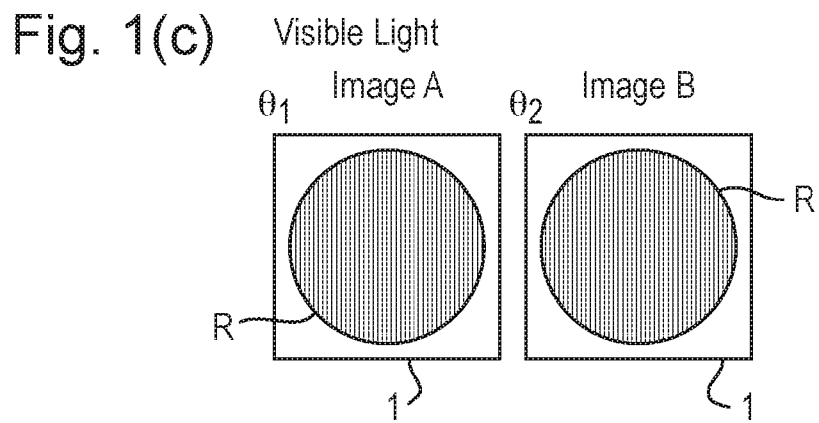 Fig. 1(c)
Visible Light
θ1 Image A
θ2 Image B
R
R
1
1